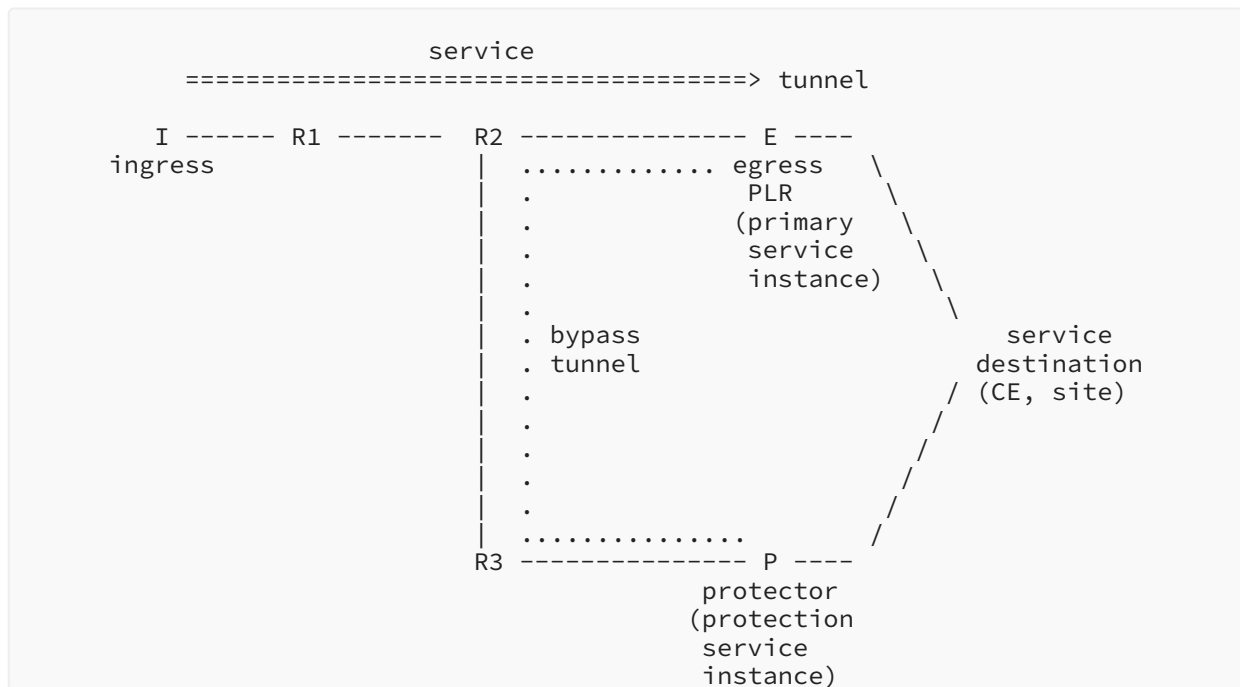 service
=====================================> tunnel
I ------ R1 ------- R2 --------------- E ----
ingress | ............. egress \
| . PLR \
| . (primary \
| . service \
| . instance) \
| . \
| . bypass \ service
| . tunnel destination
| . / (CE, site)
| . /
| . /
| . /
| . /
| ............... /
R3 --------------- P ----
protector
(protection
service
instance)